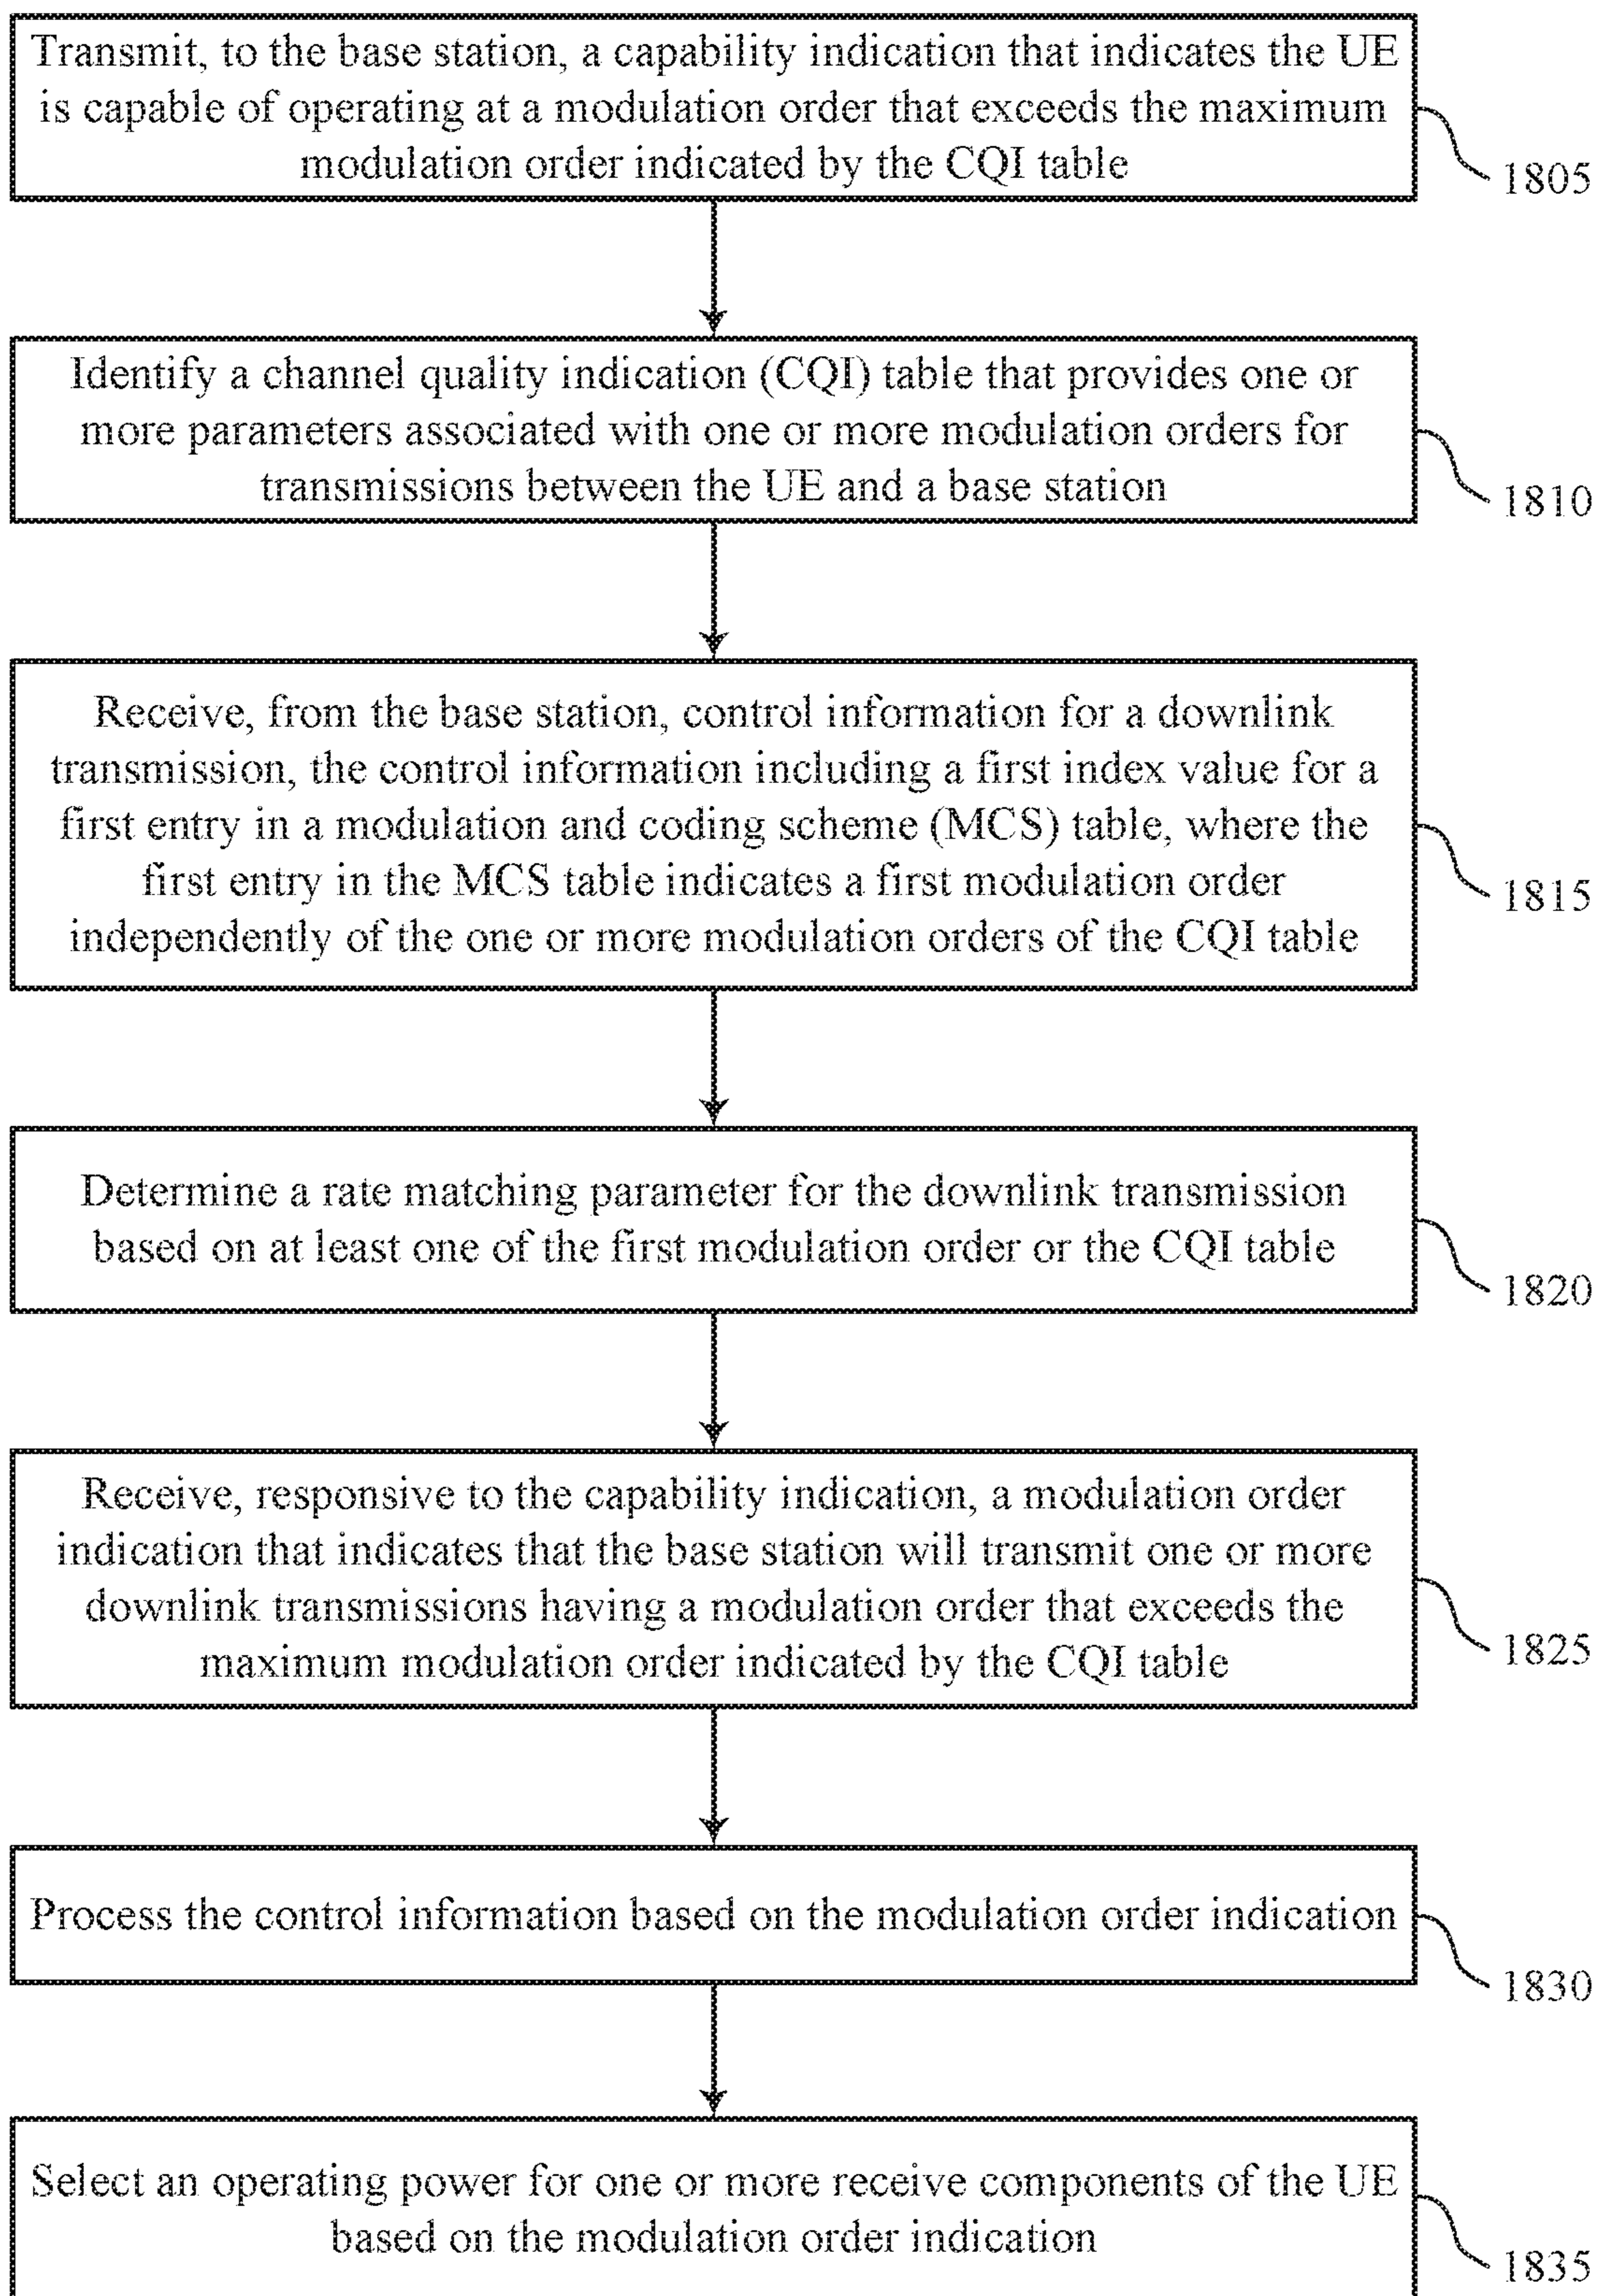 Transmit, to the base station, a capability indication that indicates the UE
is capable of operating at a modulation order that exceeds the maximum
modulation order indicated by the CQI table
1805
Identify a channel quality indication (CQI) table that provides one or
more parameters associated with one or more modulation orders for
transmissions between the UE and a base station
1810
Receive, from the base station, control information for a downlink
transmission, the control information including a first index value for a
first entry in a modulation and coding scheme (MCS) table, where the
first entry in the MCS table indicates a first modulation order
independently of the one or more modulation orders of the CQI table
1815
Determine a rate matching parameter for the downlink transmission
based on at least one of the first modulation order or the CQI table
1820
Receive, responsive to the capability indication, a modulation order
indication that indicates that the base station will transmit one or more
downlink transmissions having a modulation order that exceeds the
maximum modulation order indicated by the CQI table
1825
Process the control information based on the modulation order indication
1830
Select an operating power for one or more receive components of the UE
based on the modulation order indication
1835